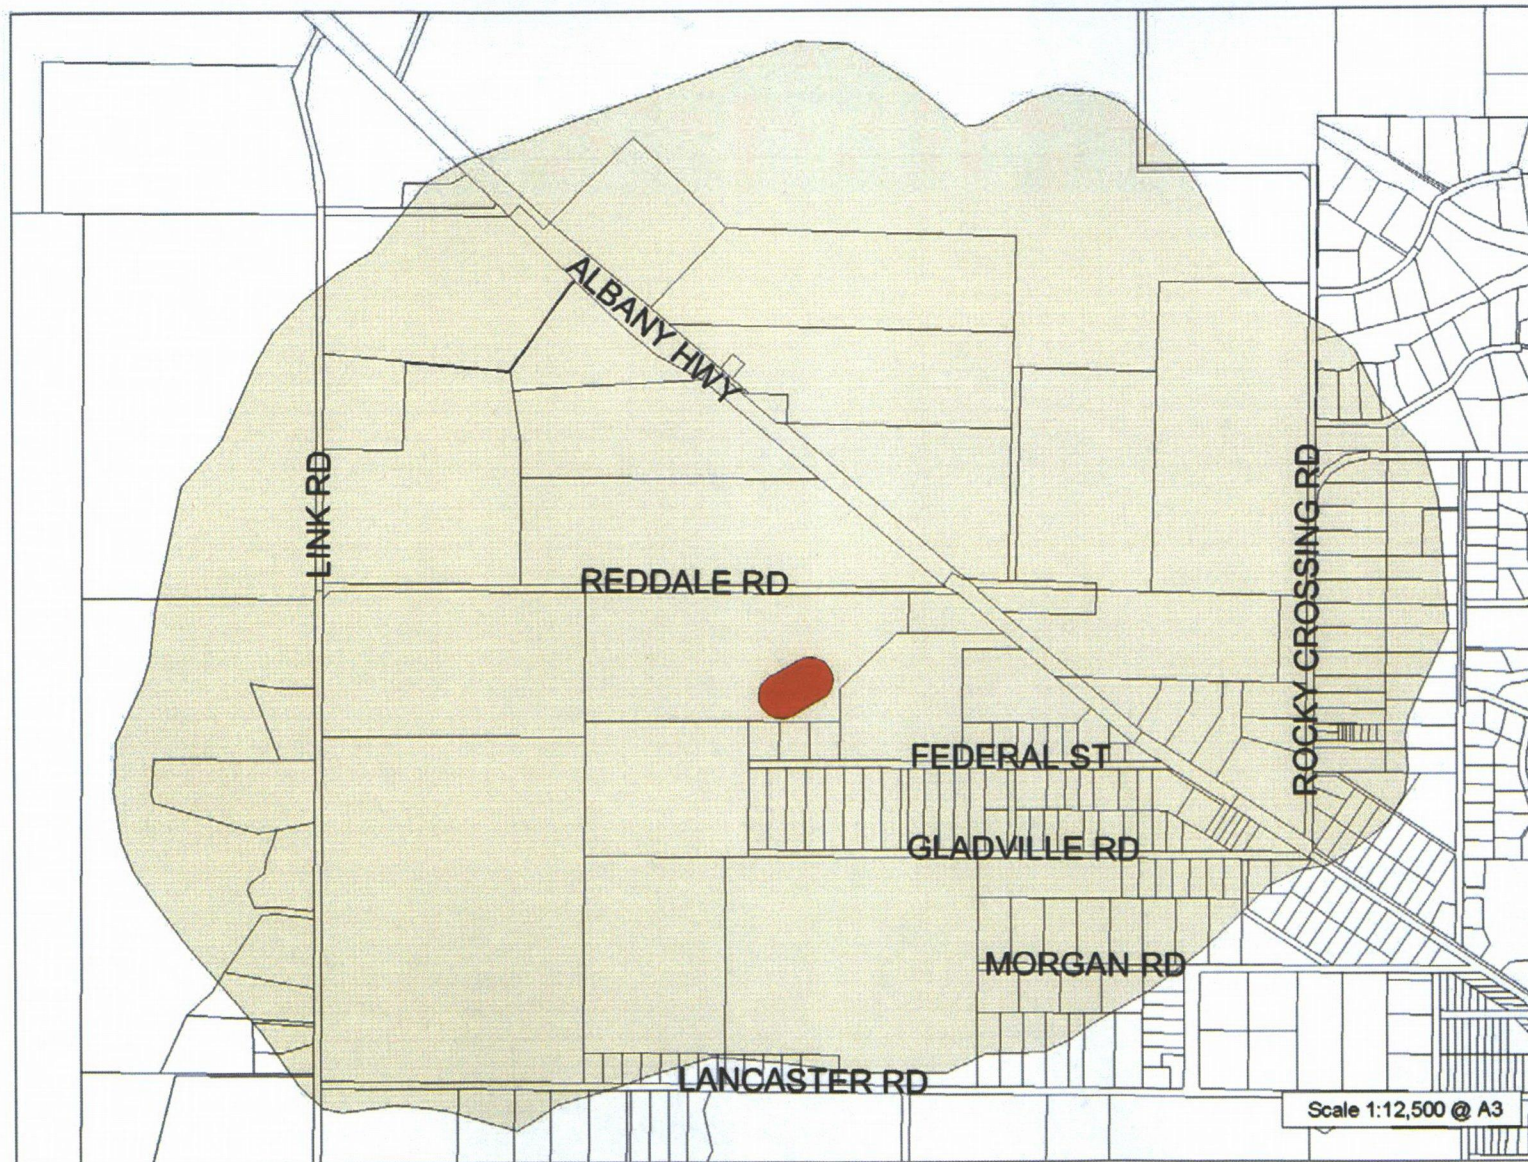 ALBANY HWY
LINK RD
REDDALE RD
ROCKY CROSSING RD
FEDERAL ST
GLADVILLE RD
MORGAN RD
LANCASTER RD
Scale 1:12,500 @ A3